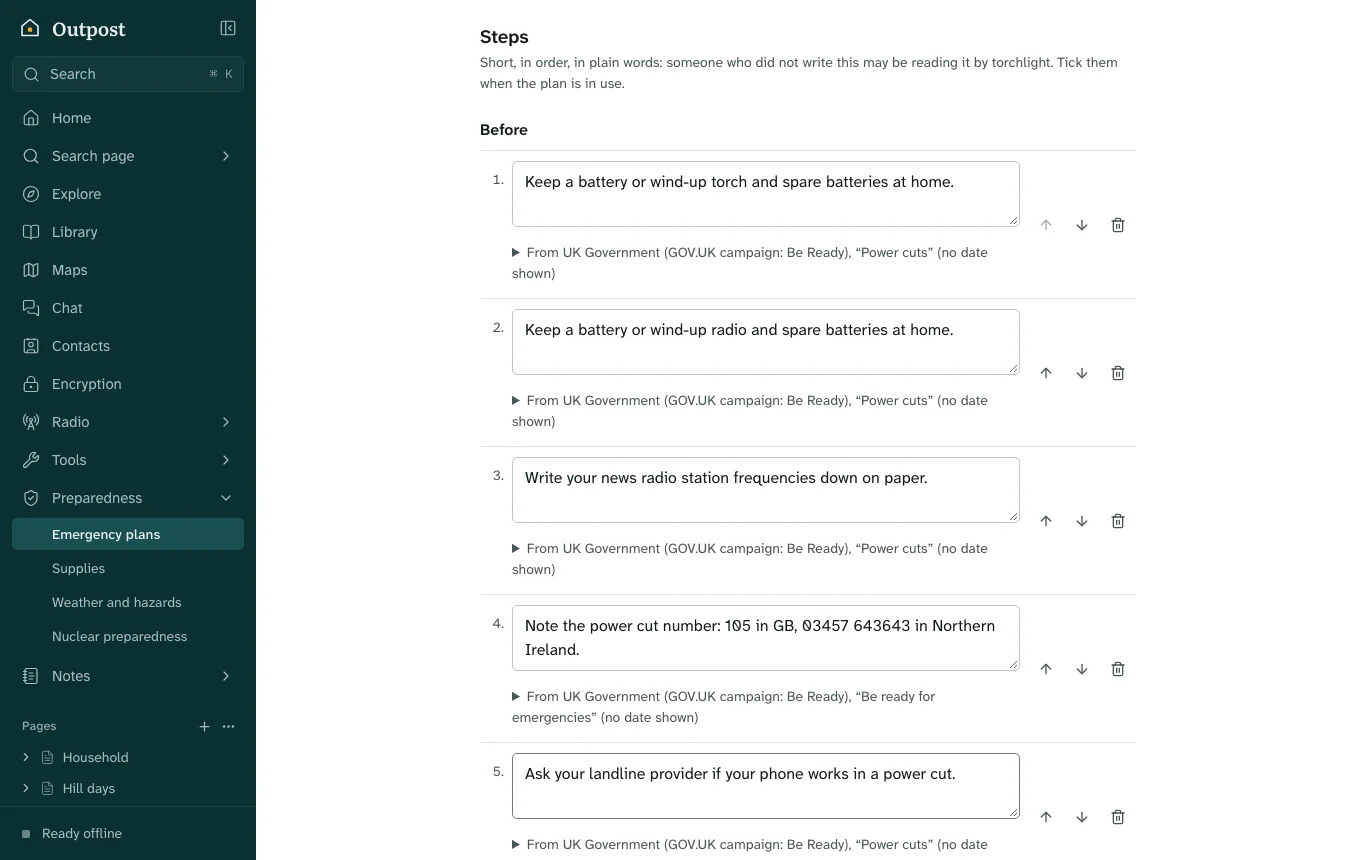 Outpost
Search ⌘ K
Home
Search page
Explore
Library
Maps
Chat
Contacts
Encryption
Radio
Tools
Preparedness
Emergency plans
Supplies
Weather and hazards
Nuclear preparedness
Notes
Pages
Household
Hill days
Ready offline
Steps
Short, in order, in plain words: someone who did not write this may be reading it by torchlight. Tick them
when the plan is in use.
Before
1. Keep a battery or wind-up torch and spare batteries at home.
From UK Government (GOV.UK campaign: Be Ready), “Power cuts” (no date
shown)
2. Keep a battery or wind-up radio and spare batteries at home.
From UK Government (GOV.UK campaign: Be Ready), “Power cuts” (no date
shown)
3. Write your news radio station frequencies down on paper.
From UK Government (GOV.UK campaign: Be Ready), “Power cuts” (no date
shown)
4. Note the power cut number: 105 in GB, 03457 643643 in Northern
Ireland.
From UK Government (GOV.UK campaign: Be Ready), “Be ready for
emergencies” (no date shown)
5. Ask your landline provider if your phone works in a power cut.
From UK Government (GOV.UK campaign: Be Ready), “Power cuts” (no date